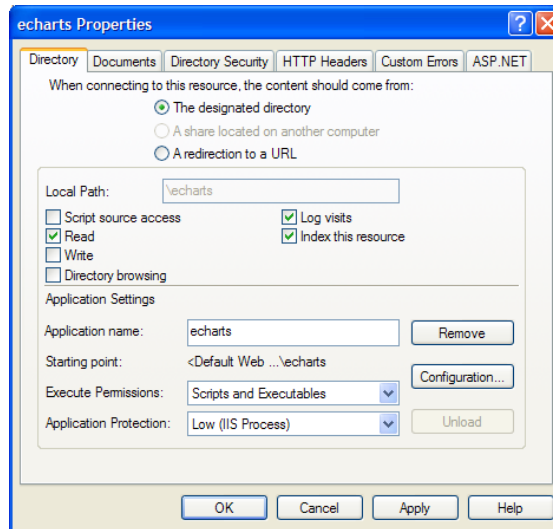 echarts Properties
Directory Documents Directory Security HTTP Headers Custom Errors ASP.NET
When connecting to this resource, the content should come from:
The designated directory
A share located on another computer
A redirection to a URL
Local Path: \echarts
Script source access Log visits
Read Index this resource
Write
Directory browsing
Application Settings
Application name: echarts Remove
Starting point: <Default Web ...\echarts
Configuration...
Execute Permissions: Scripts and Executables
Application Protection: Low (IIS Process) Unload
OK Cancel Apply Help